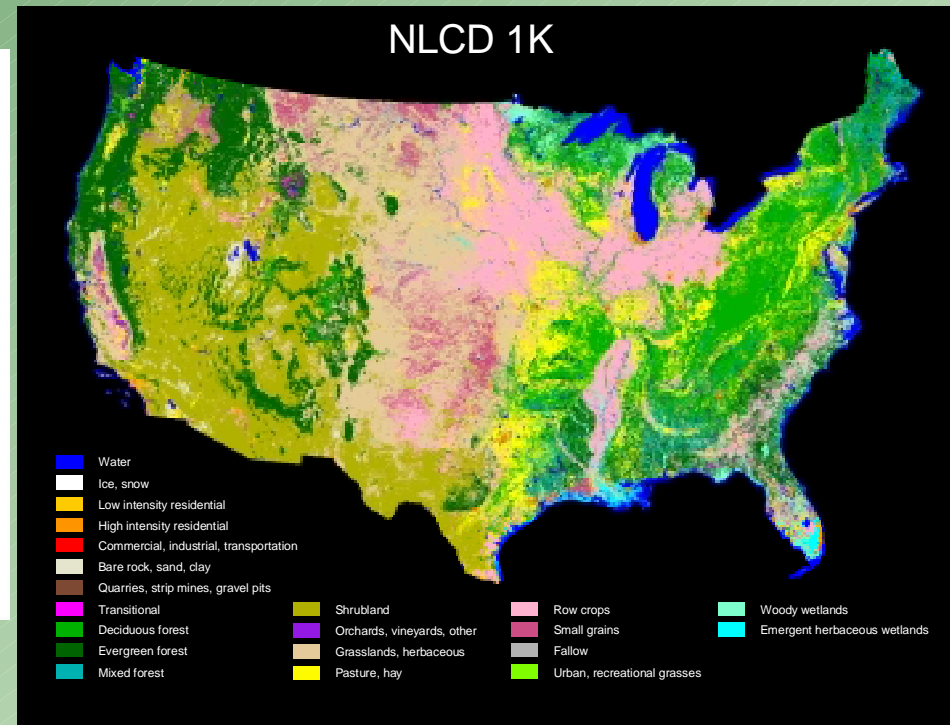 NLCD 1K
Water
Ice, snow
Low intensity residential
High intensity residential
Commercial, industrial, transportation
Bare rock, sand, clay
Quarries, strip mines, gravel pits
Transitional
Deciduous forest
Evergreen forest
Mixed forest
Shrubland
Orchards, vineyards, other
Grasslands, herbaceous
Pasture, hay
Row crops
Small grains
Fallow
Urban, recreational grasses
Woody wetlands
Emergent herbaceous wetlands